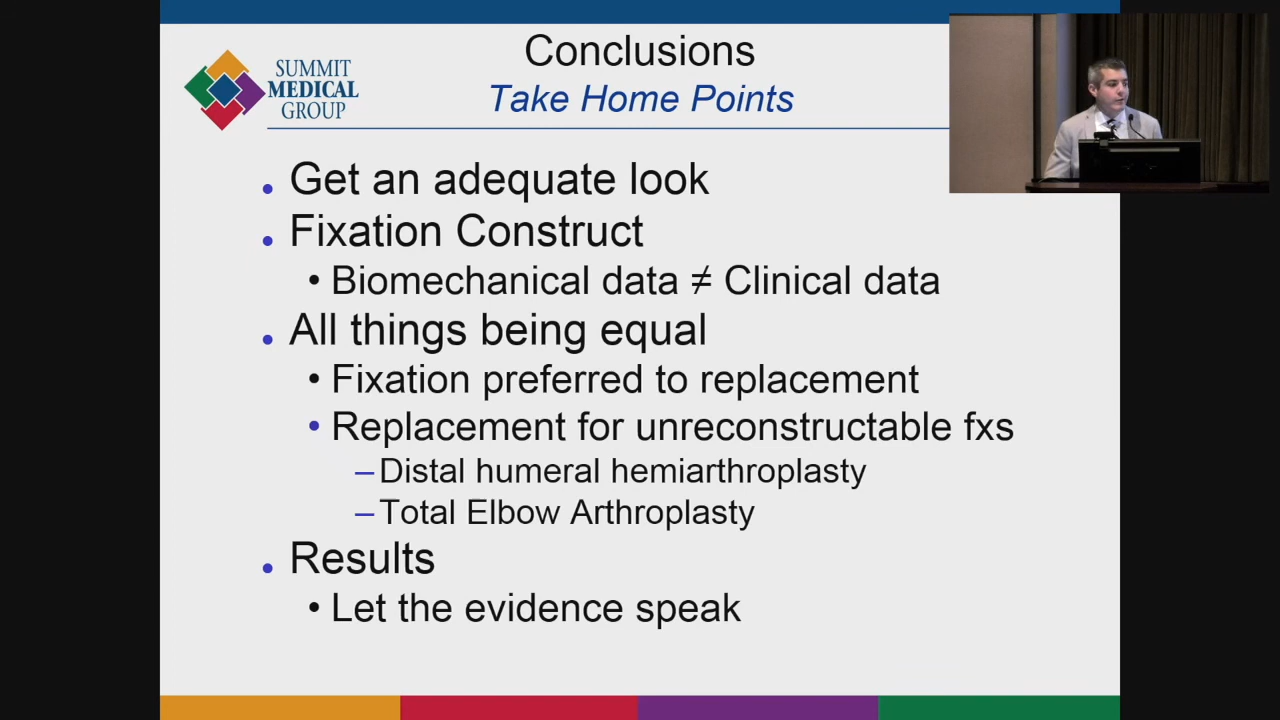 Conclusions
Take Home Points
SUMMIT
MEDICAL
GROUP
. Get an adequate look
. Fixation Construct
• Biomechanical data ≠ Clinical data
. All things being equal
• Fixation preferred to replacement
• Replacement for unreconstructable fxs
– Distal humeral hemiarthroplasty
– Total Elbow Arthroplasty
. Results
• Let the evidence speak